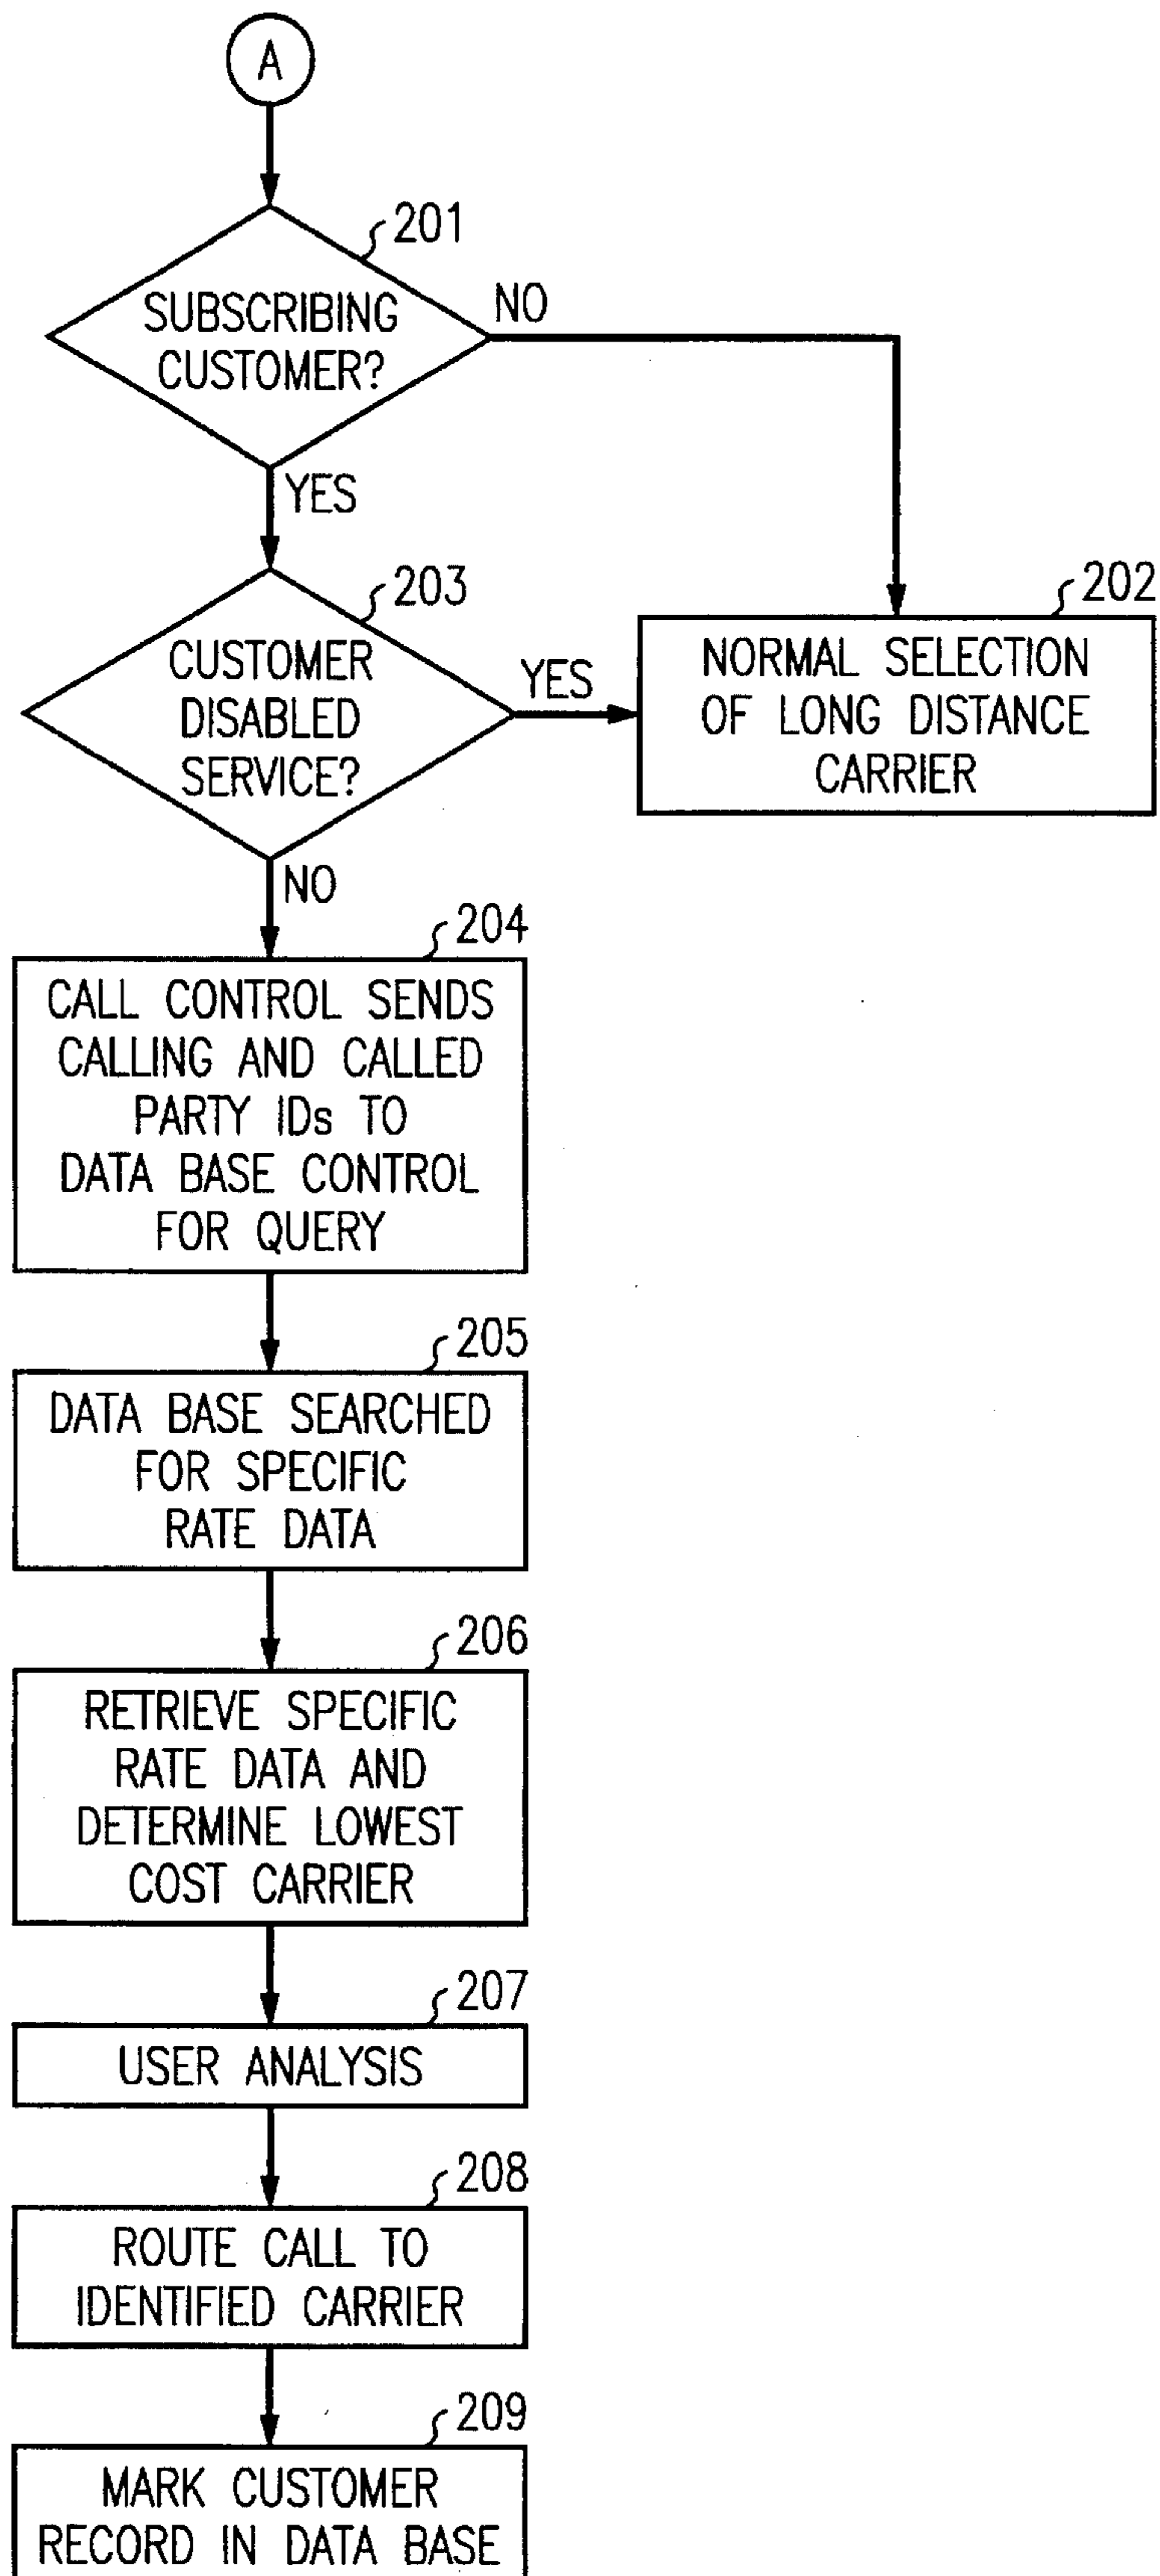 A
201
SUBSCRIBING
CUSTOMER?
NO
YES
203
CUSTOMER
DISABLED
SERVICE?
YES
202
NORMAL SELECTION
OF LONG DISTANCE
CARRIER
NO
204
CALL CONTROL SENDS
CALLING AND CALLED
PARTY IDs TO
DATA BASE CONTROL
FOR QUERY
205
DATA BASE SEARCHED
FOR SPECIFIC
RATE DATA
206
RETRIEVE SPECIFIC
RATE DATA AND
DETERMINE LOWEST
COST CARRIER
207
USER ANALYSIS
208
ROUTE CALL TO
IDENTIFIED CARRIER
209
MARK CUSTOMER
RECORD IN DATA BASE